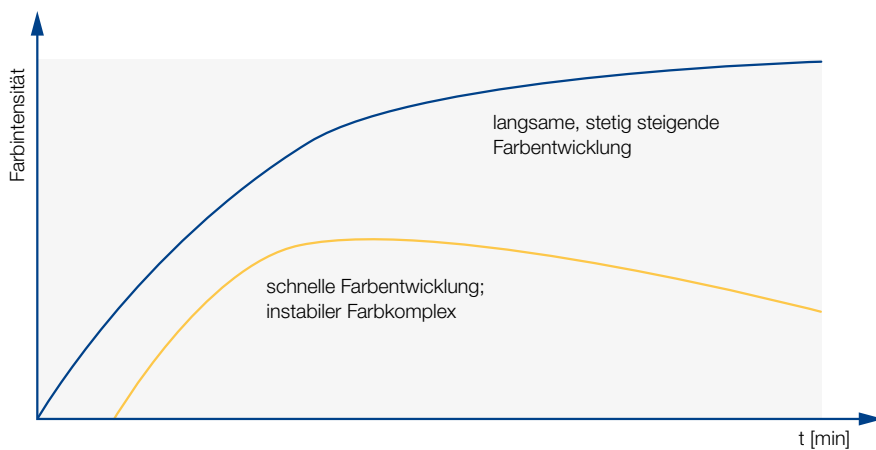 Farbintensität
langsame, stetig steigende
Farbentwicklung
schnelle Farbentwicklung;
instabiler Farbkomplex
t [min]